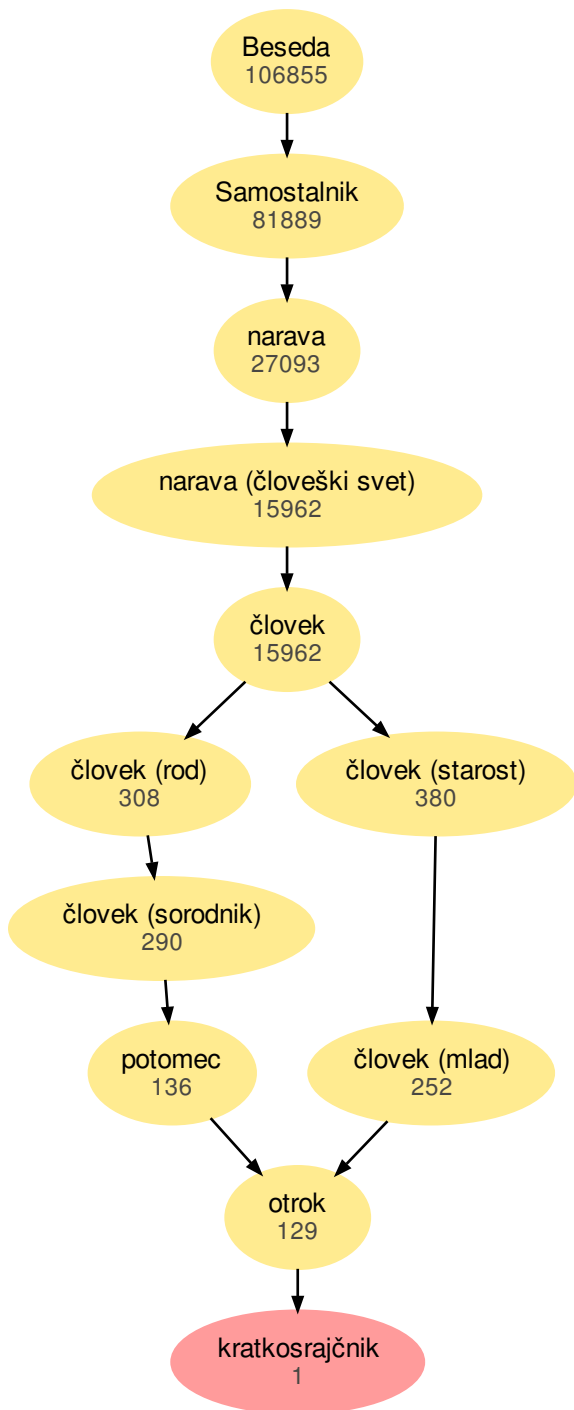 Beseda
106855
Samostalnik
81889
narava
27093
narava (človeški svet)
15962
človek
15962
človek (rod)
308
človek (starost)
380
človek (sorodnik)
290
potomec
136
človek (mlad)
252
otrok
129
kratkosrajčnik
1